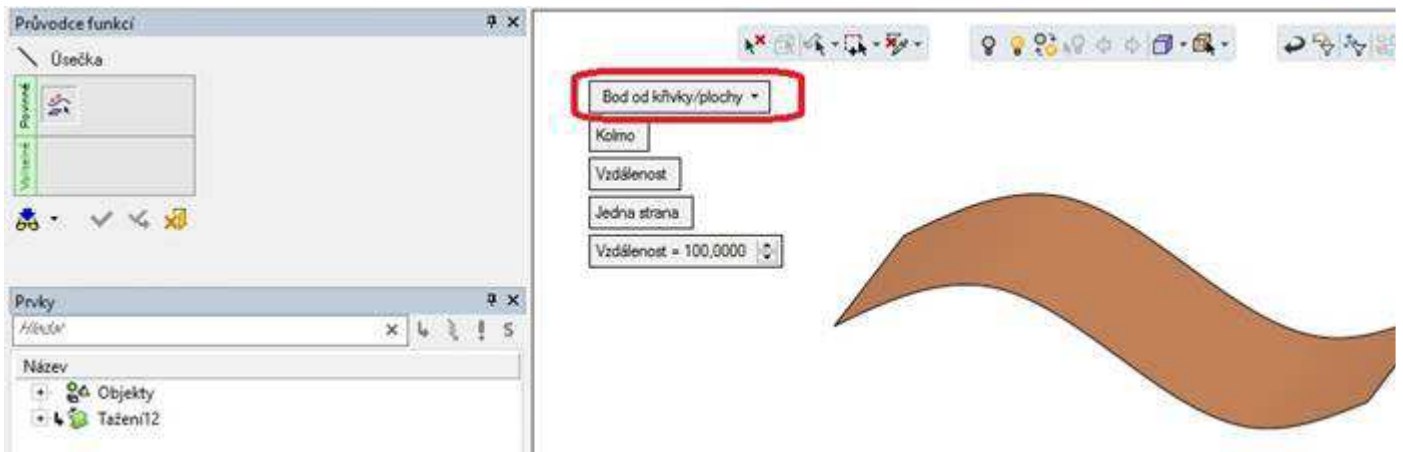 Průvodce funkcí
Úsečka
Povinné
Volitelné
Prvky
Hledat
S
Název
Objekty
Tažení12
Bod od křivky/plochy
Kolmo
Vzdálenost
Jedna strana
Vzdálenost = 100,0000